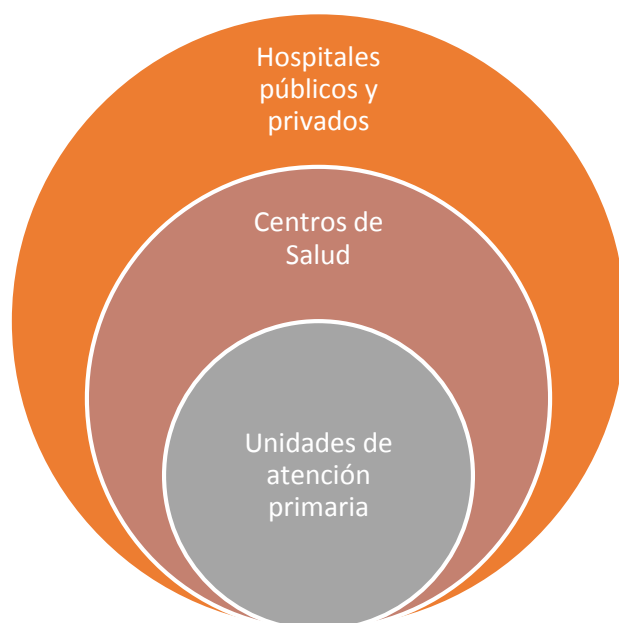 Hospitales
públicos y
privados
Centros de
Salud
Unidades de
atención
primaria